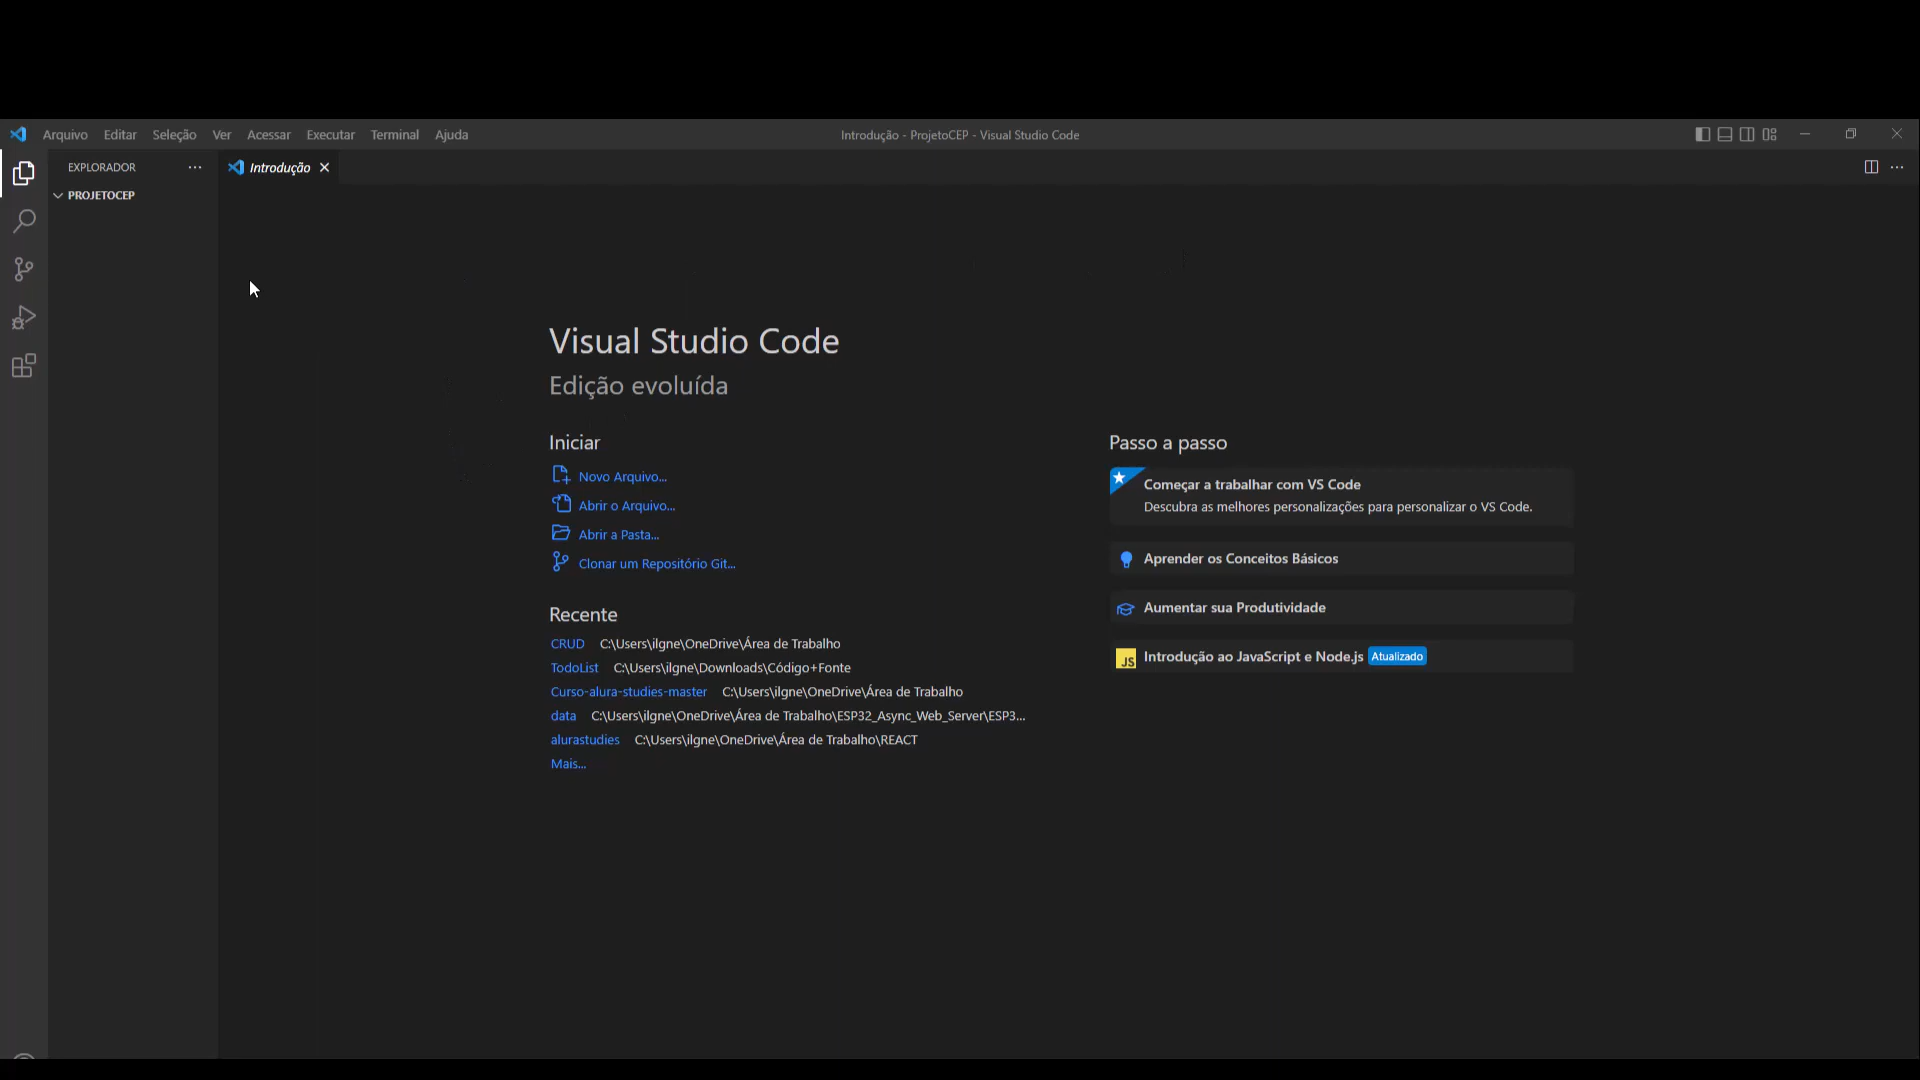 Arquivo Editar Seleção Ver Acessar Executar Terminal Ajuda
Introdução - ProjetoCEP - Visual Studio Code
EXPLORADOR
Introdução
PROJETOCEP
Visual Studio Code
Edição evoluída
Iniciar
Novo Arquivo...
Abrir o Arquivo...
Abrir a Pasta...
Clonar um Repositório Git...
Recente
CRUD C:\Users\ilgne\OneDrive\Área de Trabalho
TodoList C:\Users\ilgne\Downloads\Código+Fonte
Curso-alura-studies-master C:\Users\ilgne\OneDrive\Área de Trabalho
data C:\Users\ilgne\OneDrive\Área de Trabalho\ESP32_Async_Web_Server\ESP3...
alurastudies C:\Users\ilgne\OneDrive\Área de Trabalho\REACT
Mais...
Passo a passo
Começar a trabalhar com VS Code
Descubra as melhores personalizações para personalizar o VS Code.
Aprender os Conceitos Básicos
Aumentar sua Produtividade
JS Introdução ao JavaScript e Node.js Atualizado